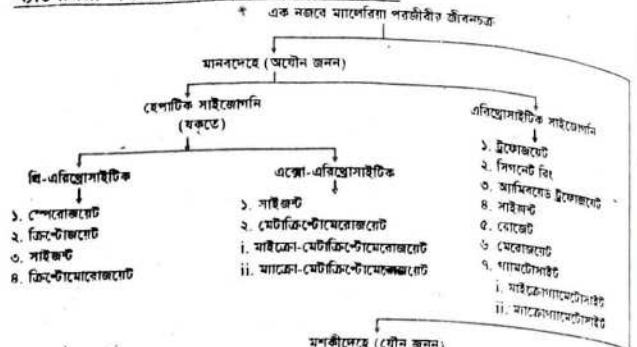 * এক নজরে ম্যালেরিয়া পরজীবীর জীবনচক্র
মানবদেহে (অযৌন জনন)
হেপাটিক সাইজোগনি
(যকৃতে)
এরিথ্রোসাইটিক সাইজোগনি
প্রি-এরিথ্রোসাইটিক
১. স্পোরোজয়েট
২. ক্রিপ্টোজয়েট
৩. সাইজন্ট
৪. ক্রিপ্টোমোরোজয়েট
এক্সো-এরিথ্রোসাইটিক
১. সাইজন্ট
২. মেটাক্রিপ্টোমেরোজয়েট
i. মাইক্রো-মেটাক্রিপ্টোমেরোজয়েট
ii. ম্যাক্রো-মেটাক্রিপ্টোমেরোজয়েট
১. ট্রফোজয়েট
২. সিগনেট রিং
৩. অ্যামিবয়েড ট্রফোজয়েট
৪. সাইজন্ট
৫. রোজেট
৬ মেরোজয়েট
৭. গ্যামেটোসাইট
i. মাইক্রোগ্যামেটোসাইট
ii. ম্যাক্রোগ্যামেটোসাইট
মশকীদেহে (যৌন জনন)